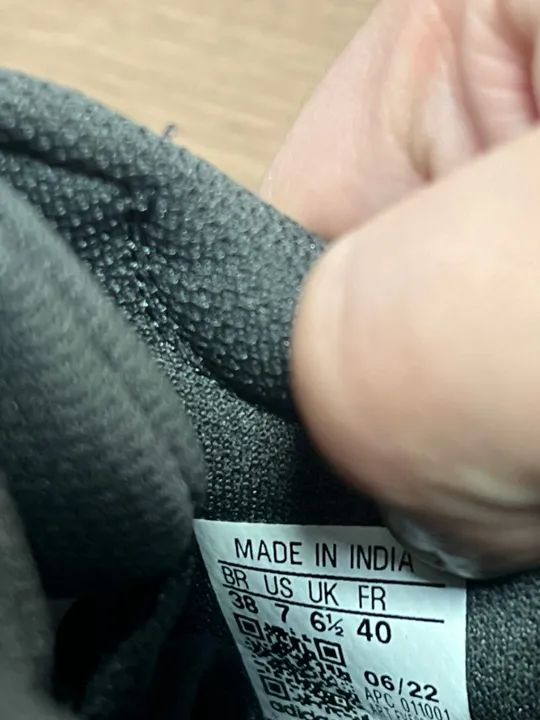 MADE IN INDIA
BR US UK FR
38 7 6½ 40
06/22
APC 011001